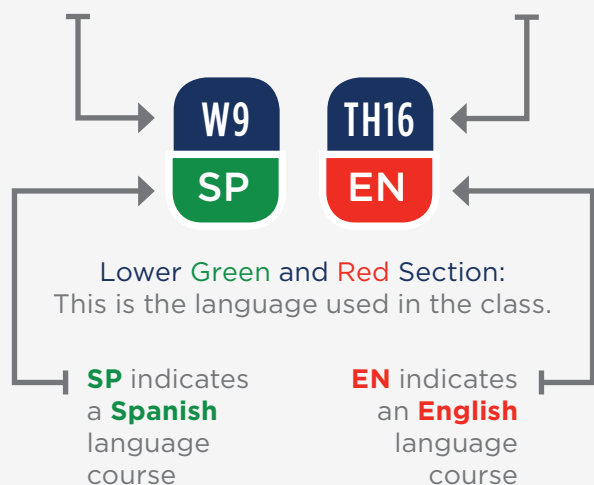 W9 TH16
SP EN
Lower Green and Red Section:
This is the language used in the class.
SP indicates
a Spanish
language
course
EN indicates
an English
language
course